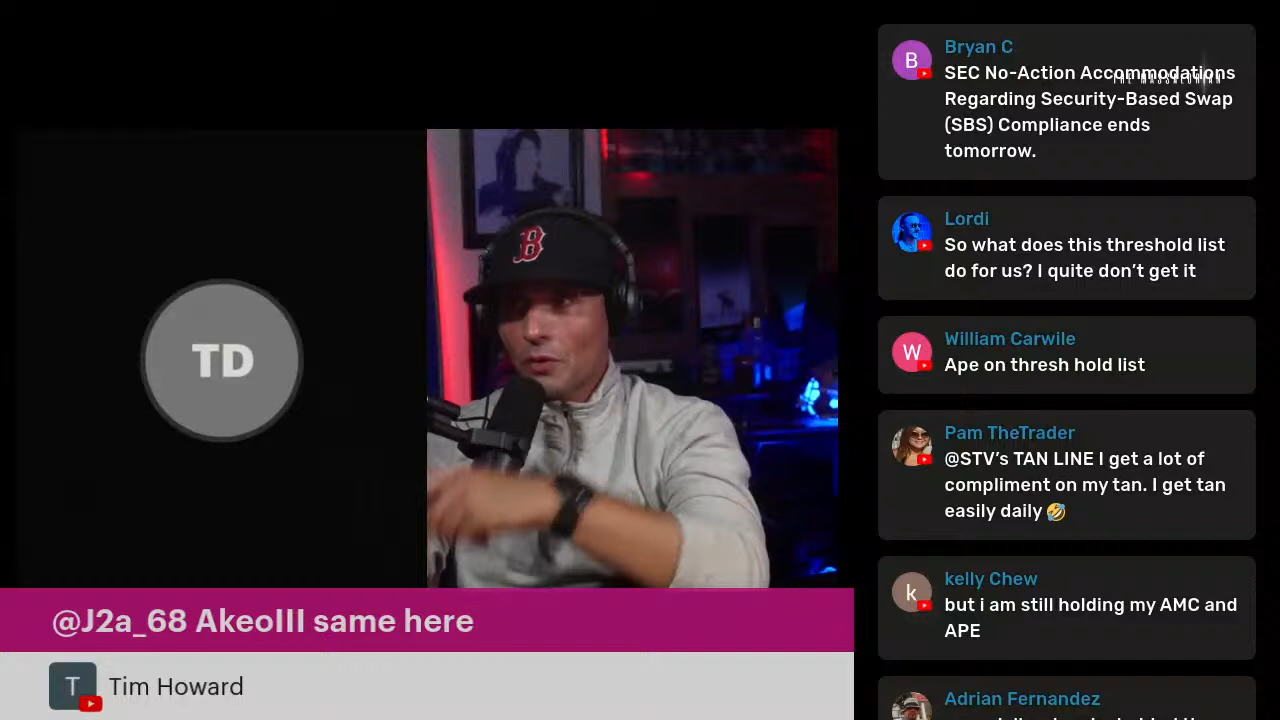 Bryan C
SEC No-Action Accommodations
Regarding Security-Based Swap
(SBS) Compliance ends
tomorrow.
Lordi
So what does this threshold list
do for us? I quite don’t get it
William Carwile
Ape on thresh hold list
Pam TheTrader
@STV’s TAN LINE I get a lot of
compliment on my tan. I get tan
easily daily 🤣
kelly Chew
but i am still holding my AMC and
APE
Adrian Fernandez
B
W
k
TD
B
@J2a_68 AkeoIII same here
T
Tim Howard